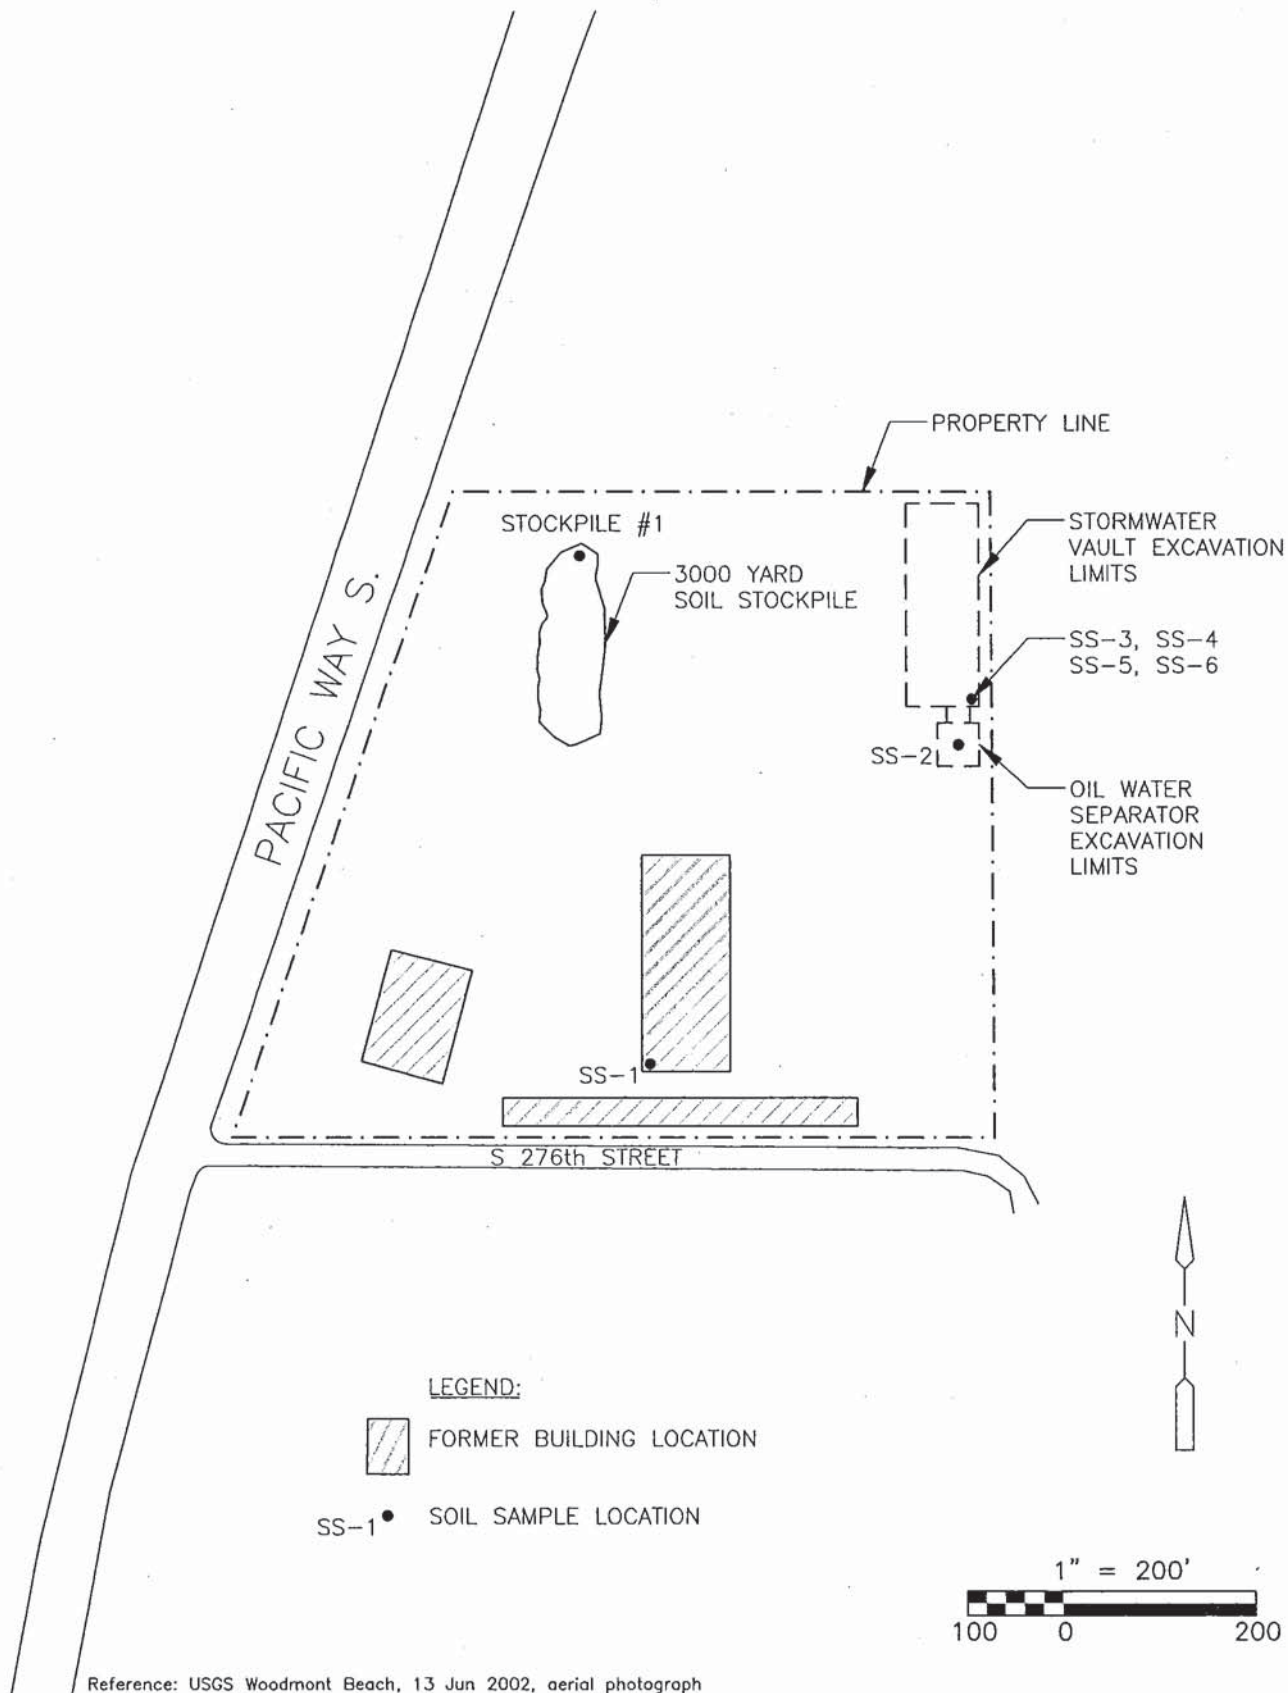 PROPERTY LINE
STOCKPILE #1
STORMWATER
VAULT EXCAVATION
LIMITS
3000 YARD
SOIL STOCKPILE
SS-3, SS-4
SS-5, SS-6
PACIFIC WAY S.
SS-2
OIL WATER
SEPARATOR
EXCAVATION
LIMITS
SS-1
S 276th STREET
N
LEGEND:
FORMER BUILDING LOCATION
SS-1
SOIL SAMPLE LOCATION
1" = 200'
100 0 200
Reference: USGS Woodmont Beach, 13 Jun 2002, aerial photograph